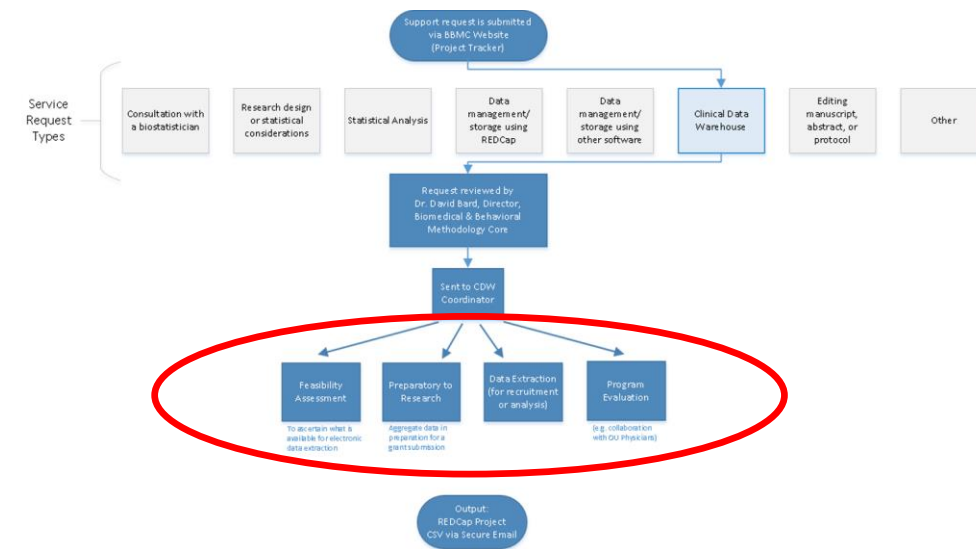 Support request is submitted
via BBMC Website
(Project Tracker)
Service
Request
Types
Consultation with
a biostatistician
Research design
or statistical
considerations
Statistical Analysis
Data
management/
storage using
REDCap
Data
management/
storage using
other software
Clinical Data
Warehouse
Editing
manuscript,
abstract, or
protocol
Other
Request reviewed by
Dr. David Bard, Director,
Biomedical & Behavioral
Methodology Core
Sent to CDW
Coordinator
Feasibility
Assessment
Preparatory to
Research
Data Extraction
(for recruitment
or analysis)
Program
Evaluation
To ascertain what is
available for electronic
data extraction
Aggregate data in
preparation for a
grant submission
(e.g. collaboration
with OU Physicians)
Output:
REDCap Project
CSV via Secure Email